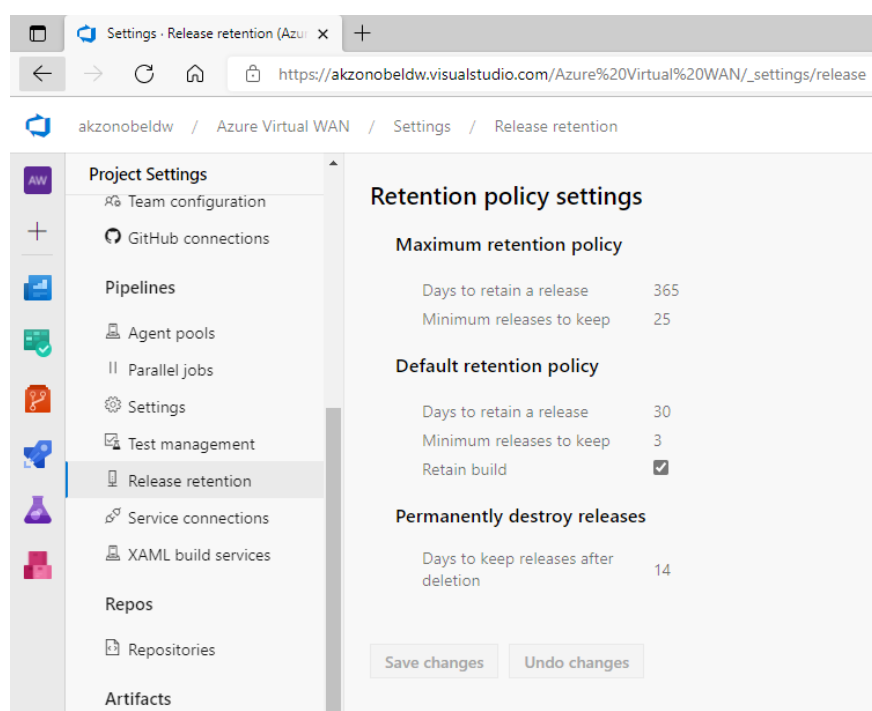 Settings · Release retention (Azu
https://akzonobeldw.visualstudio.com/Azure%20Virtual%20WAN/_settings/release
akzonobeldw / Azure Virtual WAN / Settings / Release retention
AW
Project Settings
Team configuration
GitHub connections
Pipelines
Agent pools
Parallel jobs
Settings
Test management
Release retention
Service connections
XAML build services
Repos
Repositories
Artifacts
Retention policy settings
Maximum retention policy
Days to retain a release 365
Minimum releases to keep 25
Default retention policy
Days to retain a release 30
Minimum releases to keep 3
Retain build
Permanently destroy releases
Days to keep releases after
deletion 14
Save changes Undo changes